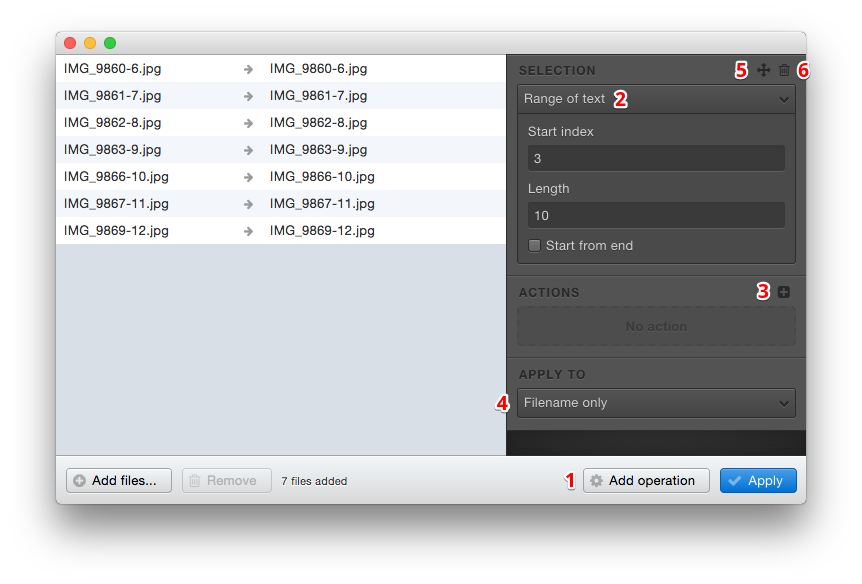 IMG_9860-6.jpg → IMG_9860-6.jpg
IMG_9861-7.jpg → IMG_9861-7.jpg
IMG_9862-8.jpg → IMG_9862-8.jpg
IMG_9863-9.jpg → IMG_9863-9.jpg
IMG_9866-10.jpg → IMG_9866-10.jpg
IMG_9867-11.jpg → IMG_9867-11.jpg
IMG_9869-12.jpg → IMG_9869-12.jpg
SELECTION 5 6
Range of text 2
Start index
3
Length
10
Start from end
ACTIONS 3
No action
APPLY TO
4 Filename only
Add files... Remove 7 files added 1 Add operation Apply